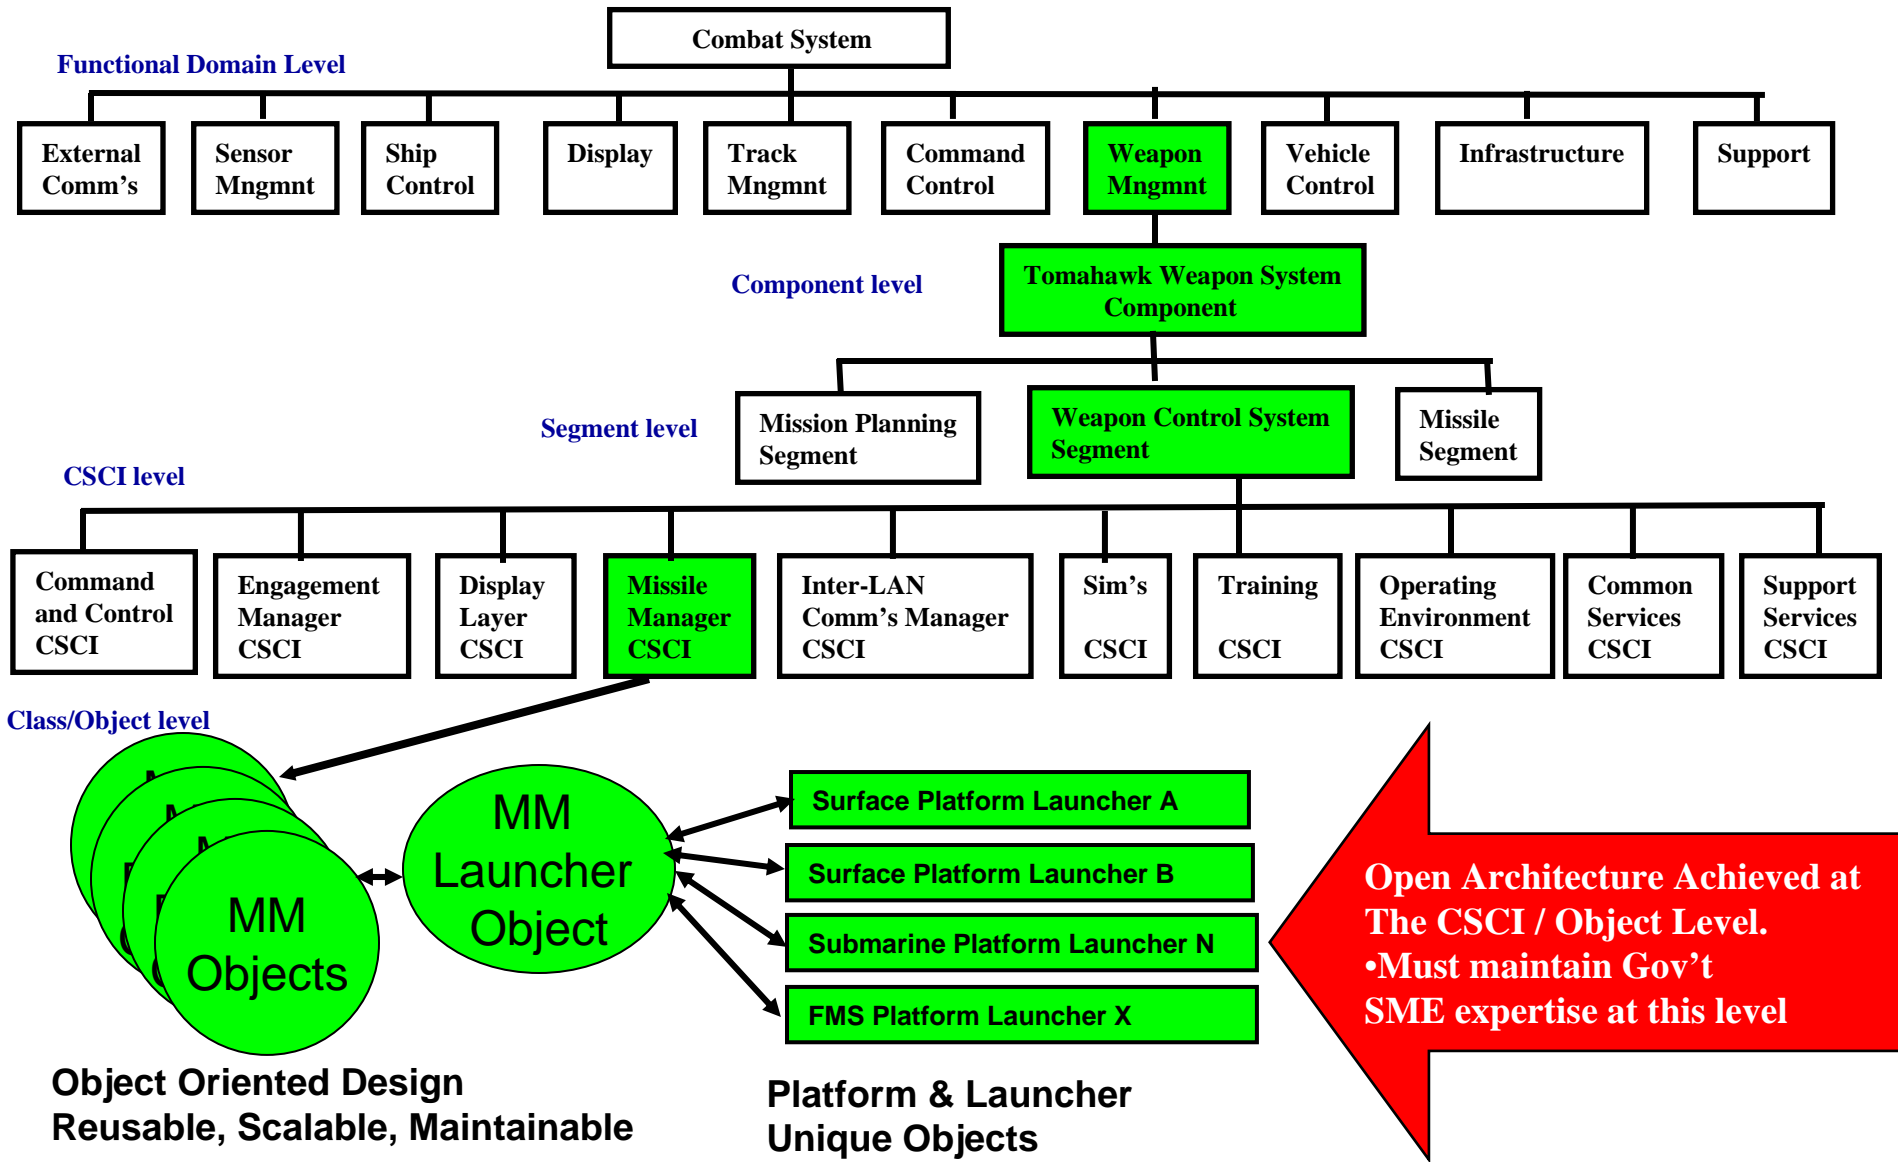 Combat System
Functional Domain Level
External
Comm's
Sensor
Mngmnt
Ship
Control
Display
Track
Mngmnt
Command
Control
Weapon
Mngmnt
Vehicle
Control
Infrastructure
Support
Component level
Tomahawk Weapon System
Component
Segment level
Mission Planning
Segment
Weapon Control System
Segment
Missile
Segment
CSCI level
Command
and Control
CSCI
Engagement
Manager
CSCI
Display
Layer
CSCI
Missile
Manager
CSCI
Inter-LAN
Comm's Manager
CSCI
Sim's
CSCI
Training
CSCI
Operating
Environment
CSCI
Common
Services
CSCI
Support
Services
CSCI
Class/Object level
MM
Objects
MM
Launcher
Object
Surface Platform Launcher A
Surface Platform Launcher B
Submarine Platform Launcher N
FMS Platform Launcher X
Open Architecture Achieved at
The CSCI / Object Level.
•Must maintain Gov't
SME expertise at this level
Object Oriented Design
Reusable, Scalable, Maintainable
Platform & Launcher
Unique Objects